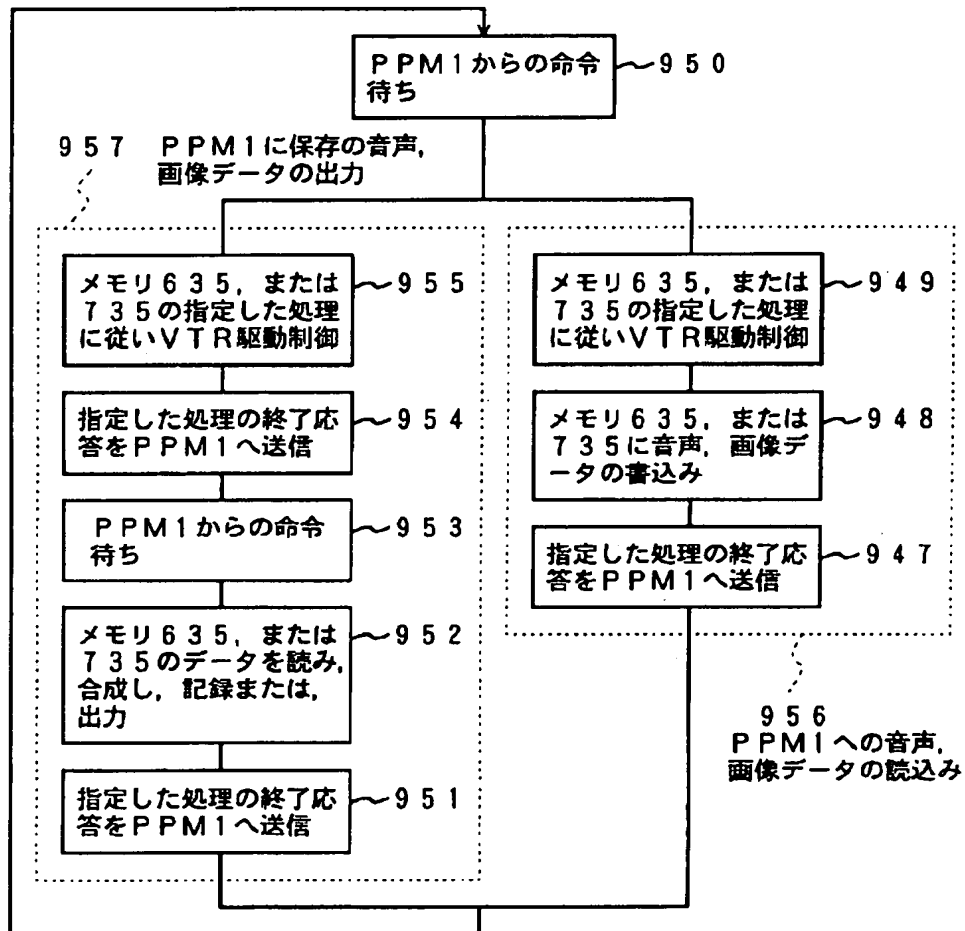 PPM1からの命令
待ち
950
957 PPM1に保存の音声,
画像データの出力
メモリ635,または
735の指定した処理
に従いVTR駆動制御
955
指定した処理の終了応
答をPPM1へ送信
954
PPM1からの命令
待ち
953
メモリ635,または
735のデータを読み,
合成し,記録または,
出力
952
指定した処理の終了応
答をPPM1へ送信
951
メモリ635,または
735の指定した処理
に従いVTR駆動制御
949
メモリ635,または
735に音声,画像デ
ータの書込み
948
指定した処理の終了応
答をPPM1へ送信
947
956
PPM1への音声,
画像データの読込み